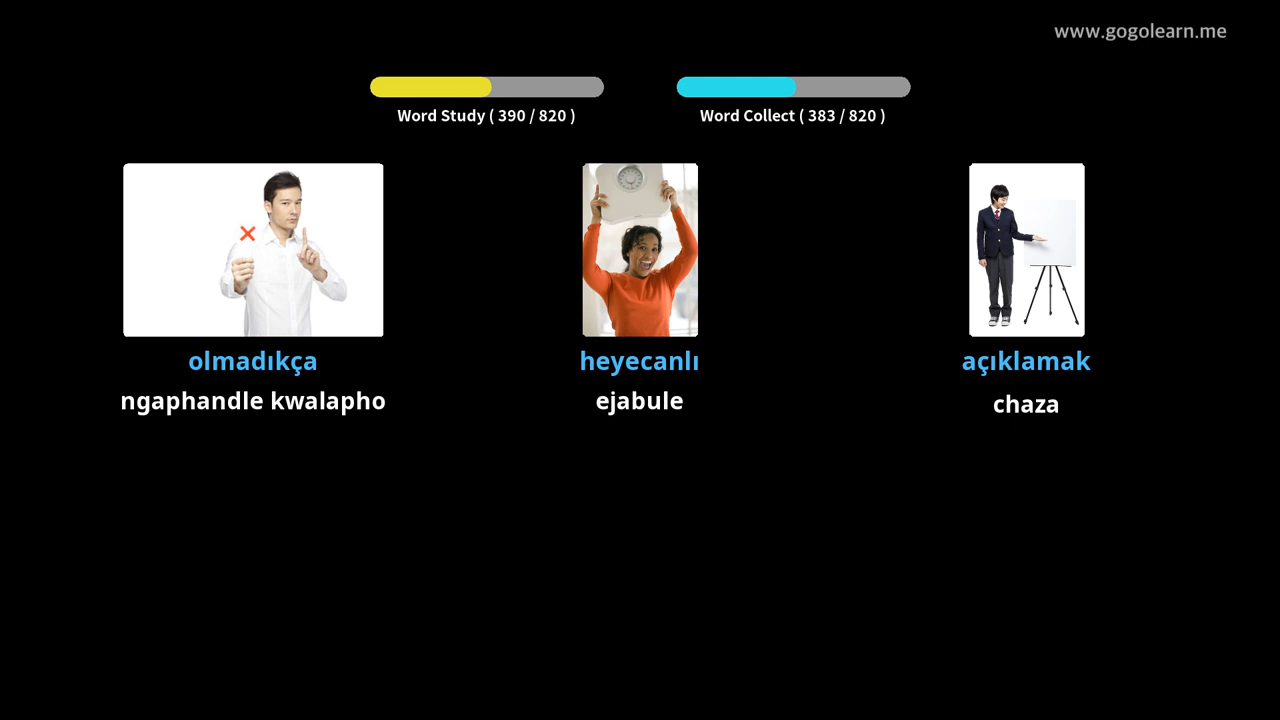 www.gogolearn.me
Word Study ( 390 / 820 )
Word Collect ( 383 / 820 )
olmadıkça
ngaphandle kwalapho
heyecanlı
ejabule
açıklamak
chaza